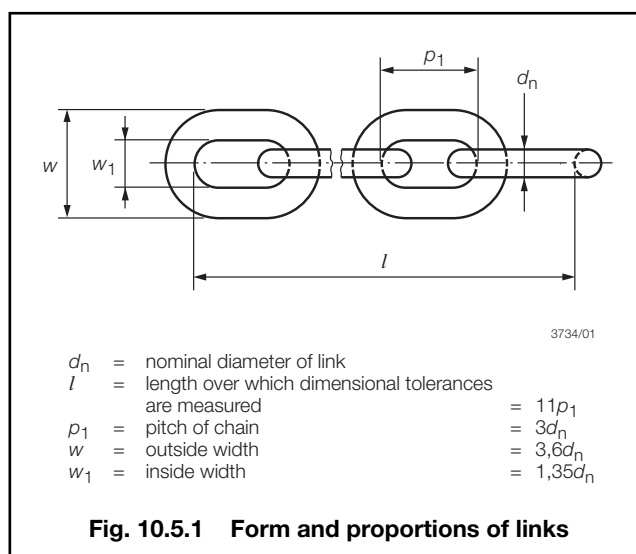 p1
dn
w
w1
l
3734/01
dn = nominal diameter of link
l = length over which dimensional tolerances
are measured = 11p1
p1 = pitch of chain = 3dn
w = outside width = 3,6dn
w1 = inside width = 1,35dn
Fig. 10.5.1 Form and proportions of links